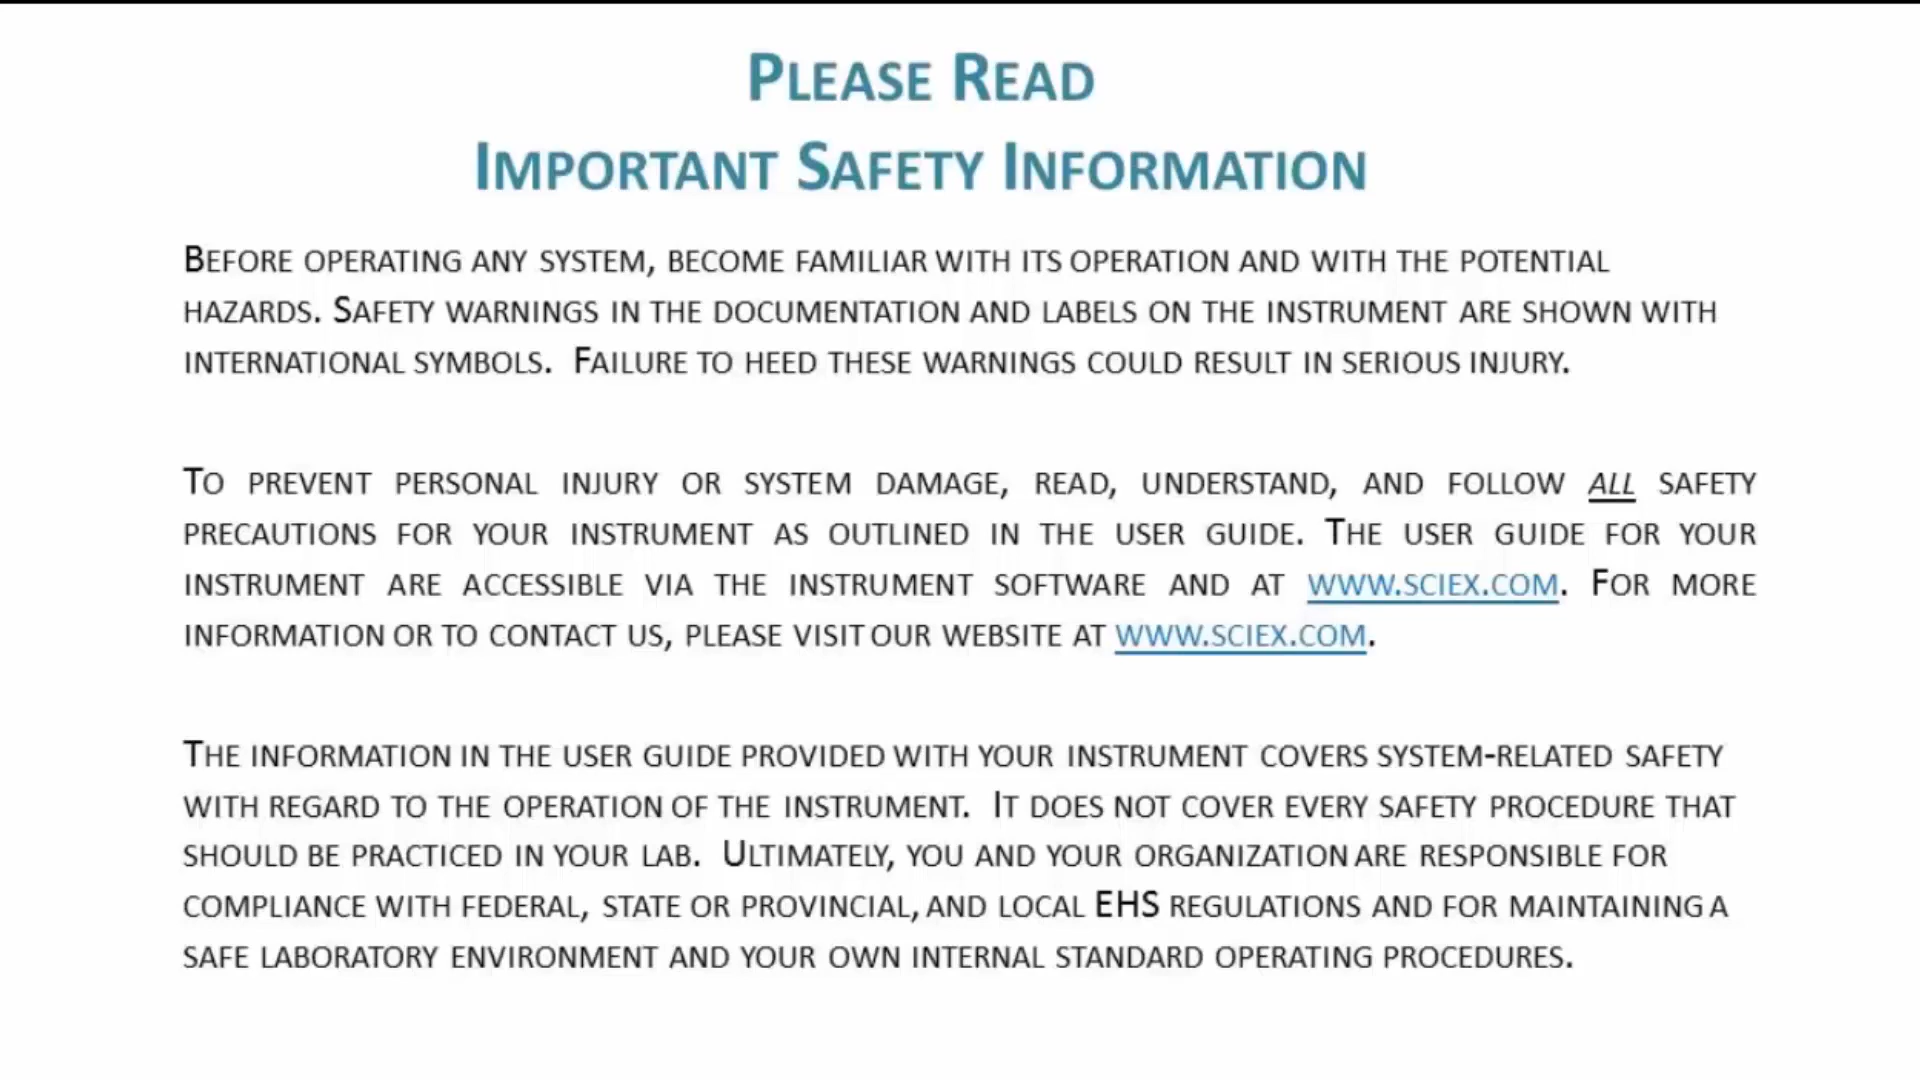 Please Read
Important Safety Information
Before operating any system, become familiar with its operation and with the potential
hazards. Safety warnings in the documentation and labels on the instrument are shown with
international symbols. Failure to heed these warnings could result in serious injury.
To prevent personal injury or system damage, read, understand, and follow all safety
precautions for your instrument as outlined in the user guide. The user guide for your
instrument are accessible via the instrument software and at www.sciex.com. For more
information or to contact us, please visit our website at www.sciex.com.
The information in the user guide provided with your instrument covers system-related safety
with regard to the operation of the instrument. It does not cover every safety procedure that
should be practiced in your lab. Ultimately, you and your organization are responsible for
compliance with federal, state or provincial, and local EHS regulations and for maintaining a
safe laboratory environment and your own internal standard operating procedures.